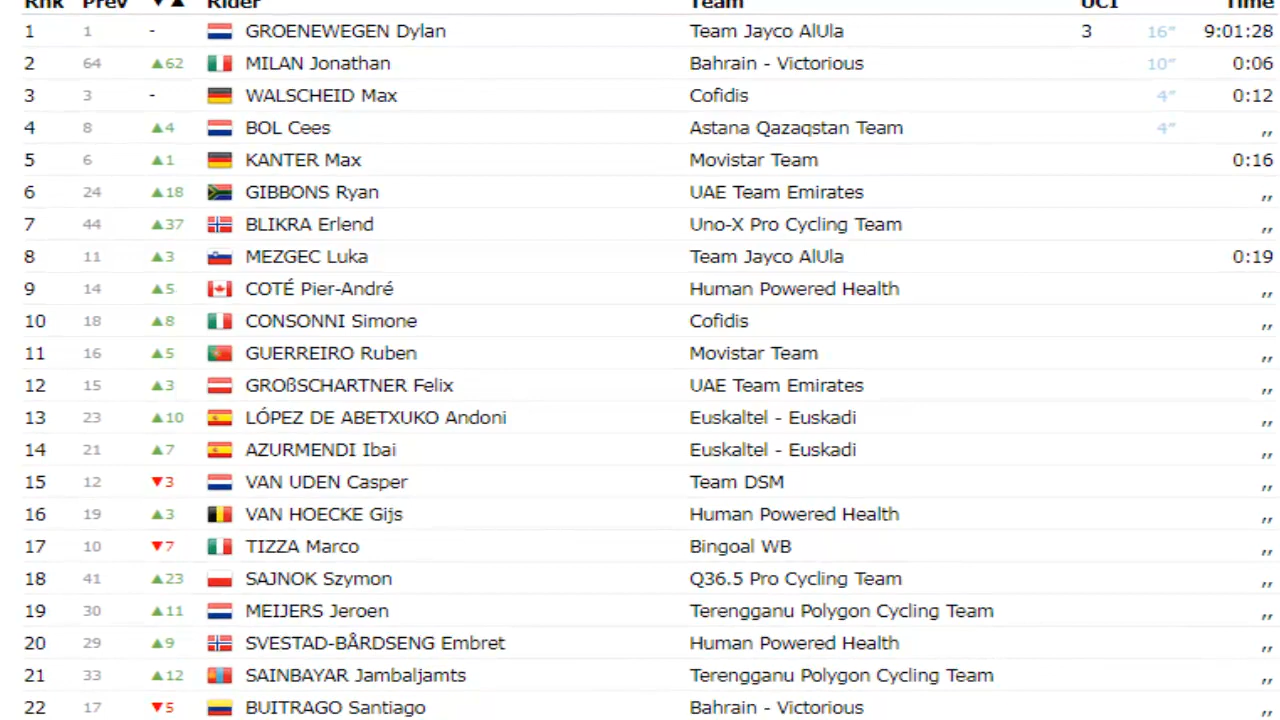 Rnk Prev ▼▲ Rider Team UCI Time
1 1 - GROENEWEGEN Dylan Team Jayco AlUla 3 16″ 9:01:28
2 64 ▲62 MILAN Jonathan Bahrain - Victorious 10″ 0:06
3 3 - WALSCHEID Max Cofidis 4″ 0:12
4 8 ▲4 BOL Cees Astana Qazaqstan Team 4″ ,,
5 6 ▲1 KANTER Max Movistar Team 0:16
6 24 ▲18 GIBBONS Ryan UAE Team Emirates ,,
7 44 ▲37 BLIKRA Erlend Uno-X Pro Cycling Team ,,
8 11 ▲3 MEZGEC Luka Team Jayco AlUla 0:19
9 14 ▲5 COTÉ Pier-André Human Powered Health ,,
10 18 ▲8 CONSONNI Simone Cofidis ,,
11 16 ▲5 GUERREIRO Ruben Movistar Team ,,
12 15 ▲3 GROßSCHARTNER Felix UAE Team Emirates ,,
13 23 ▲10 LÓPEZ DE ABETXUKO Andoni Euskaltel - Euskadi ,,
14 21 ▲7 AZURMENDI Ibai Euskaltel - Euskadi ,,
15 12 ▼3 VAN UDEN Casper Team DSM ,,
16 19 ▲3 VAN HOECKE Gijs Human Powered Health ,,
17 10 ▼7 TIZZA Marco Bingoal WB ,,
18 41 ▲23 SAJNOK Szymon Q36.5 Pro Cycling Team ,,
19 30 ▲11 MEIJERS Jeroen Terengganu Polygon Cycling Team ,,
20 29 ▲9 SVESTAD-BÅRDSENG Embret Human Powered Health ,,
21 33 ▲12 SAINBAYAR Jambaljamts Terengganu Polygon Cycling Team ,,
22 17 ▼5 BUITRAGO Santiago Bahrain - Victorious ,,